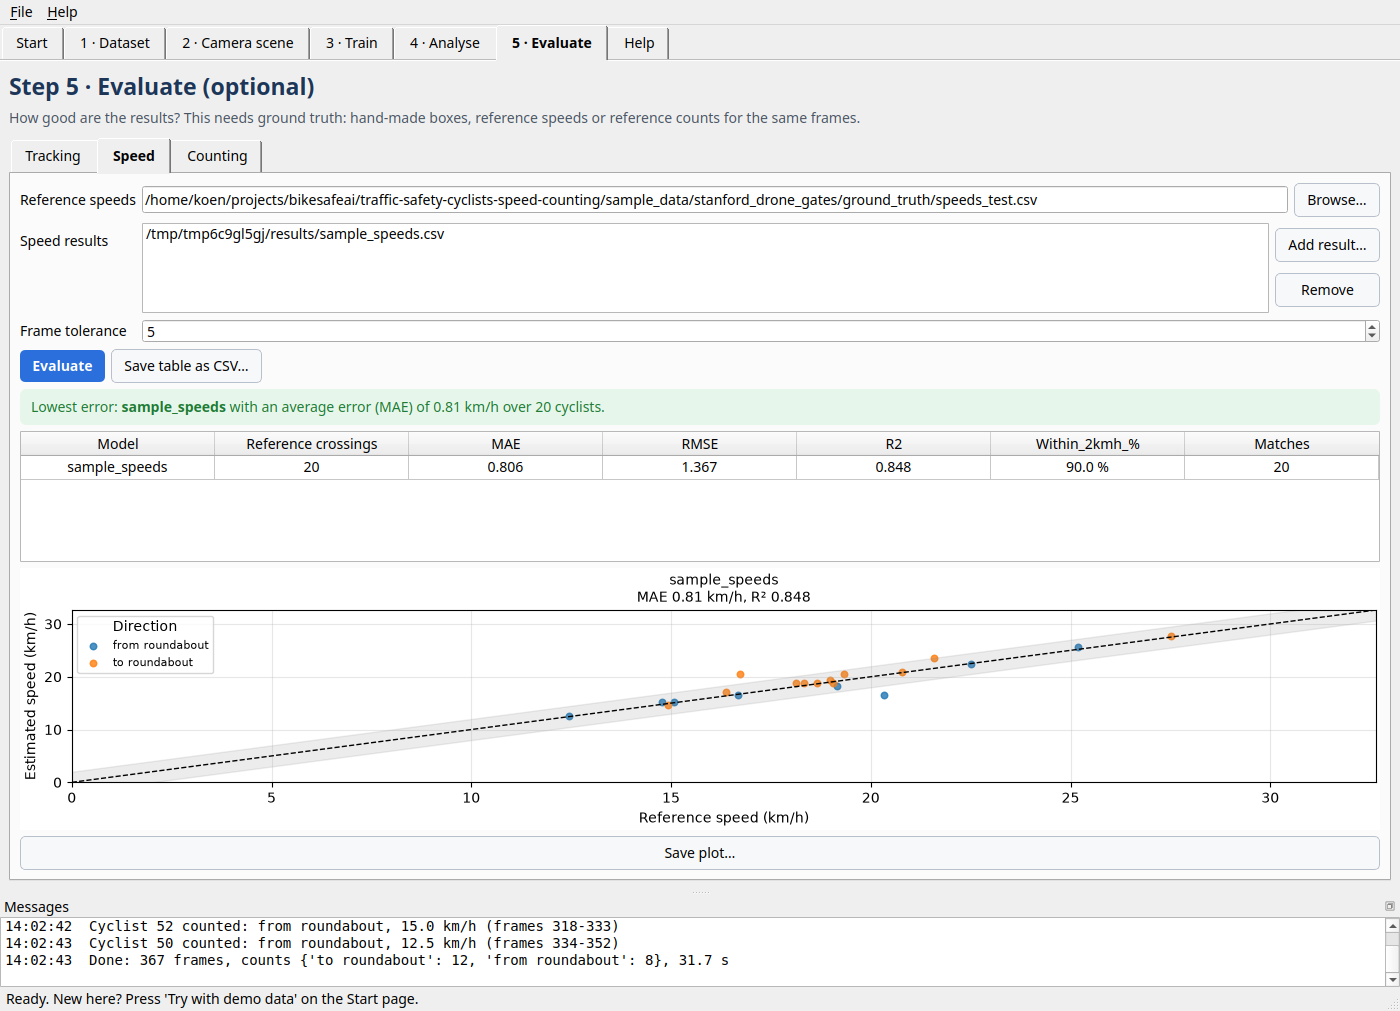 File Help
Start 1 · Dataset 2 · Camera scene 3 · Train 4 · Analyse 5 · Evaluate Help
Step 5 · Evaluate (optional)
How good are the results? This needs ground truth: hand-made boxes, reference speeds or reference counts for the same frames.
Tracking Speed Counting
Reference speeds /home/koen/projects/bikesafeai/traffic-safety-cyclists-speed-counting/sample_data/stanford_drone_gates/ground_truth/speeds_test.csv Browse...
Speed results /tmp/tmp6c9gl5gj/results/sample_speeds.csv Add result...
Remove
Frame tolerance 5
Evaluate Save table as CSV...
Lowest error: sample_speeds with an average error (MAE) of 0.81 km/h over 20 cyclists.
Model Reference crossings MAE RMSE R2 Within_2kmh_% Matches
sample_speeds 20 0.806 1.367 0.848 90.0 % 20
sample_speeds
MAE 0.81 km/h, R² 0.848
Estimated speed (km/h)
30
20
10
0
Direction
from roundabout
to roundabout
0 5 10 15 20 25 30
Reference speed (km/h)
Save plot...
Messages
14:02:42 Cyclist 52 counted: from roundabout, 15.0 km/h (frames 318-333)
14:02:43 Cyclist 50 counted: from roundabout, 12.5 km/h (frames 334-352)
14:02:43 Done: 367 frames, counts {'to roundabout': 12, 'from roundabout': 8}, 31.7 s
Ready. New here? Press 'Try with demo data' on the Start page.